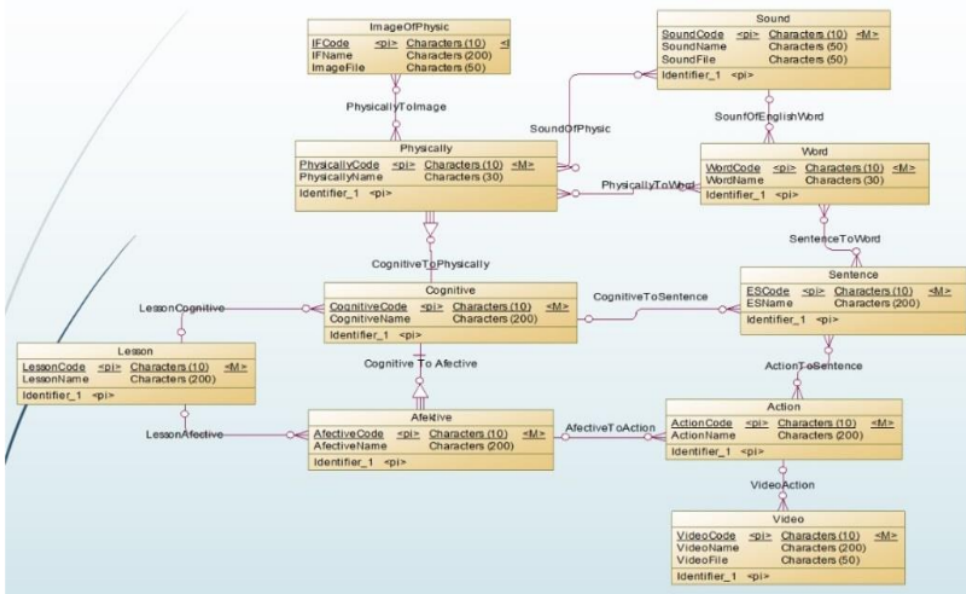 ImageOfPhysic
IFCode <pi> Characters (10)
IFName Characters (200)
ImageFile Characters (50)
Sound
SoundCode <pi> Characters (10) <M>
SoundName Characters (50)
SoundFile Characters (50)
Identifier_1 <pi>
PhysicallyToImage
SoundOfPhysic
SounfOfEnglishWord
Physically
PhysicallyCode <pi> Characters (10) <M>
PhysicallyName Characters (30)
Identifier_1 <pi>
PhysicallyToWord
Word
WordCode <pi> Characters (10) <M>
WordName Characters (30)
Identifier_1 <pi>
CognitiveToPhysically
SentenceToWord
Cognitive
CognitiveCode <pi> Characters (10) <M>
CognitiveName Characters (200)
Identifier_1 <pi>
LessonCognitive
CognitiveToSentence
Sentence
ESCode <pi> Characters (10) <M>
ESName Characters (200)
Identifier_1 <pi>
Lesson
LessonCode <pi> Characters (10) <M>
LessonName Characters (200)
Identifier_1 <pi>
Cognitive To Afective
ActionToSentence
LessonAfective
Afektive
AfectiveCode <pi> Characters (10) <M>
AfectiveName Characters (200)
Identifier_1 <pi>
AfectiveToAction
Action
ActionCode <pi> Characters (10) <M>
ActionName Characters (200)
Identifier_1 <pi>
VideoAction
Video
VideoCode <pi> Characters (10) <M>
VideoName Characters (200)
VideoFile Characters (50)
Identifier_1 <pi>